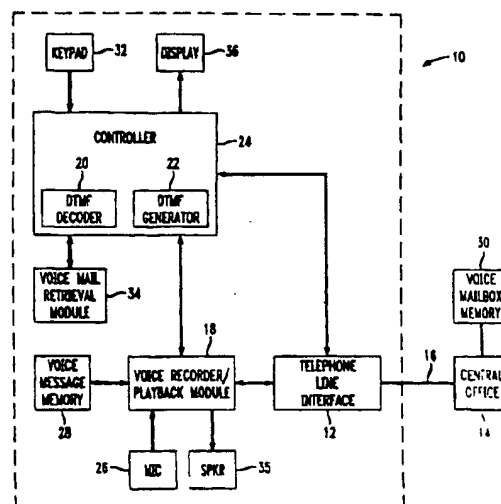 KEYPAD
32
DISPLAY
36
10
CONTROLLER
24
20
22
DTMF
DECODER
DTMF
GENERATOR
VOICE MAIL
RETRIEVAL
MODULE
34
30
VOICE
MAILBOX
MEMORY
18
VOICE
MESSAGE
MEMORY
VOICE RECORDER/
PLAYBACK MODULE
TELEPHONE
LINE
INTERFACE
16
CENTRAL
OFFICE
28
12
14
26
MIC
SPKR
35